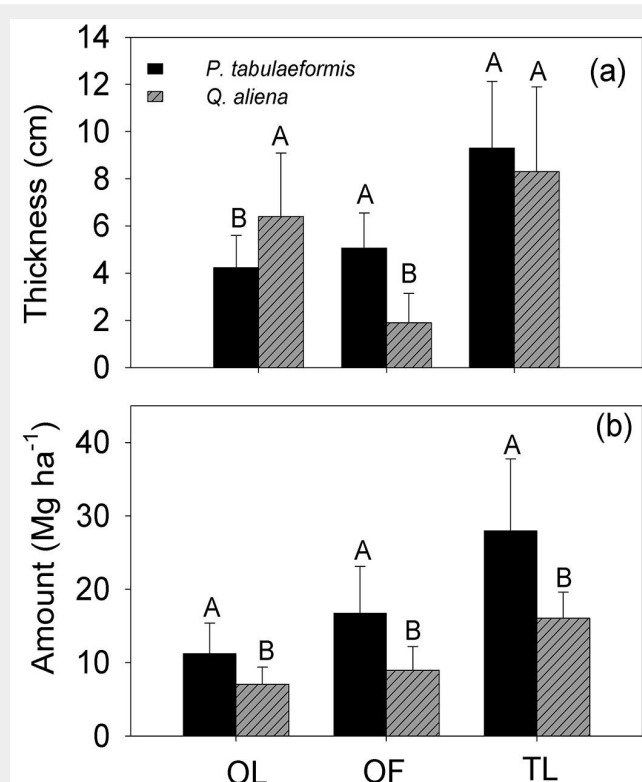 14
12
10
8
6
4
2
0
Thickness (cm)
P. tabulaeformis
Q. aliena
(a)
B
A
A
B
A
A
40
30
20
10
0
Amount (Mg ha⁻¹)
(b)
A
B
A
B
A
B
OL
OF
TL